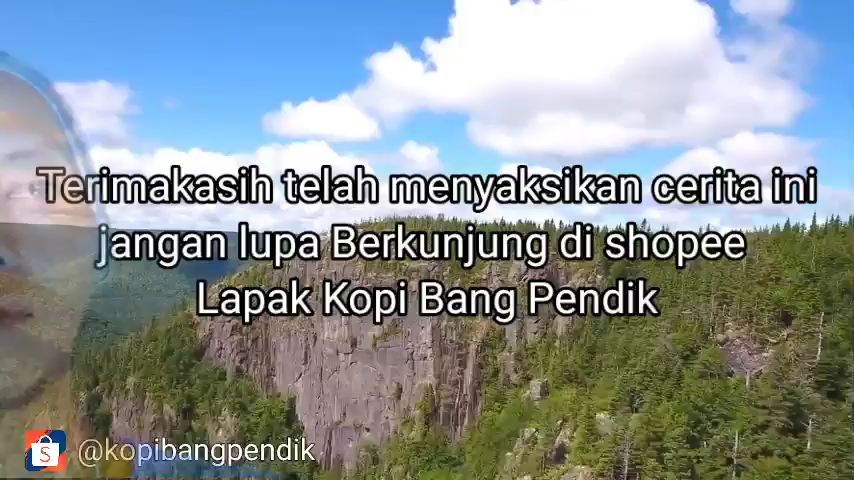 Terimakasih telah menyaksikan cerita ini
jangan lupa Berkunjung di shopee
Lapak Kopi Bang Pendik
@kopibangpendik